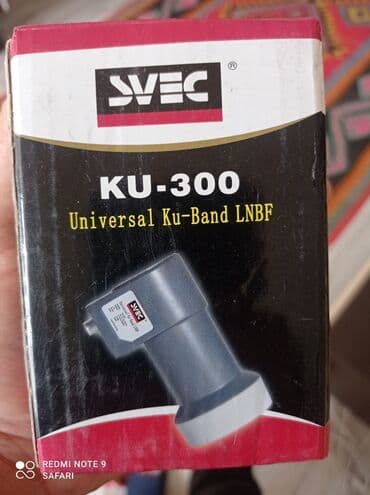 SVEC ®
KU-300
Universal Ku-Band LNBF
SVEC
REDMI NOTE 9
SAFARI